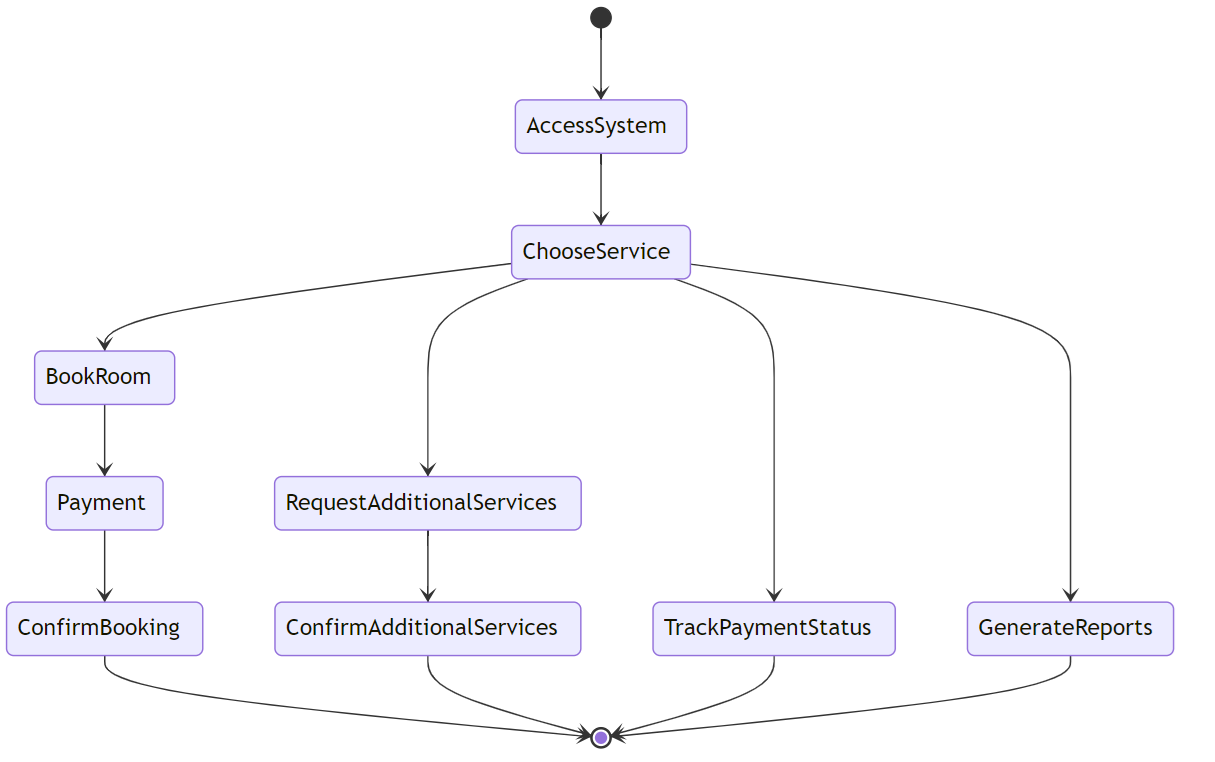 AccessSystem
ChooseService
BookRoom
Payment
RequestAdditionalServices
ConfirmBooking
ConfirmAdditionalServices
TrackPaymentStatus
GenerateReports